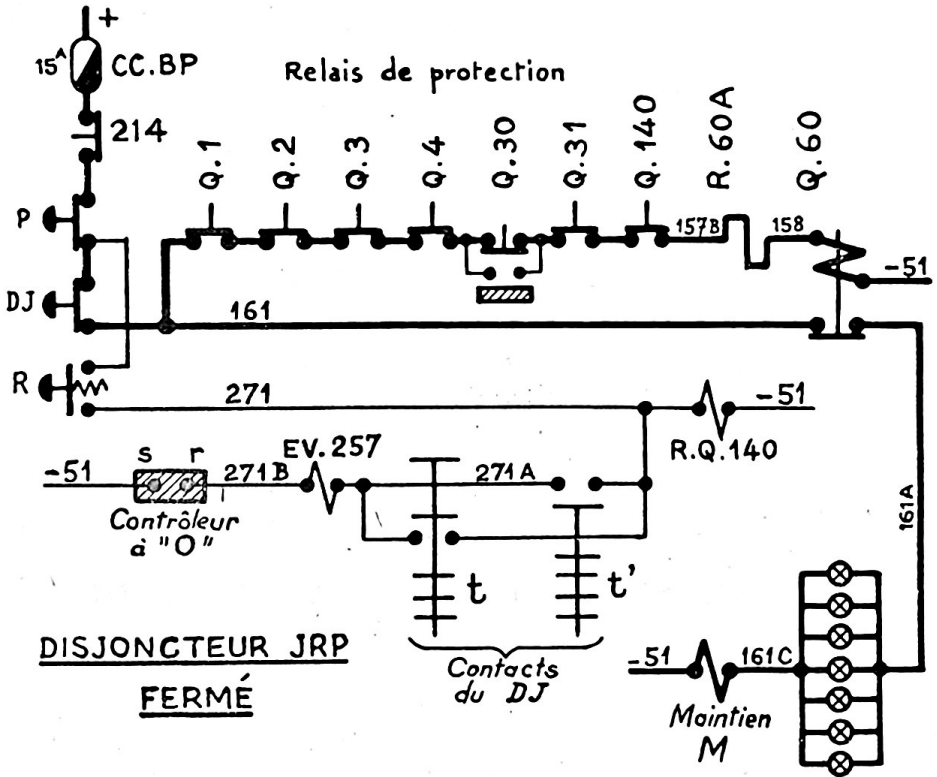 +
15A CC.BP
Relais de protection
214
Q.1 Q.2 Q.3 Q.4 Q.30 Q.31 Q.140 R.60A Q.60
P
157B 158
-51
DJ
161
R
271
-51
R.Q.140
EV.257
-51 s r 271B 271A
161A
Contrôleur
à "O"
t t'
DISJONCTEUR JRP
FERMÉ
Contacts
du DJ
-51 161C
Maintien
M